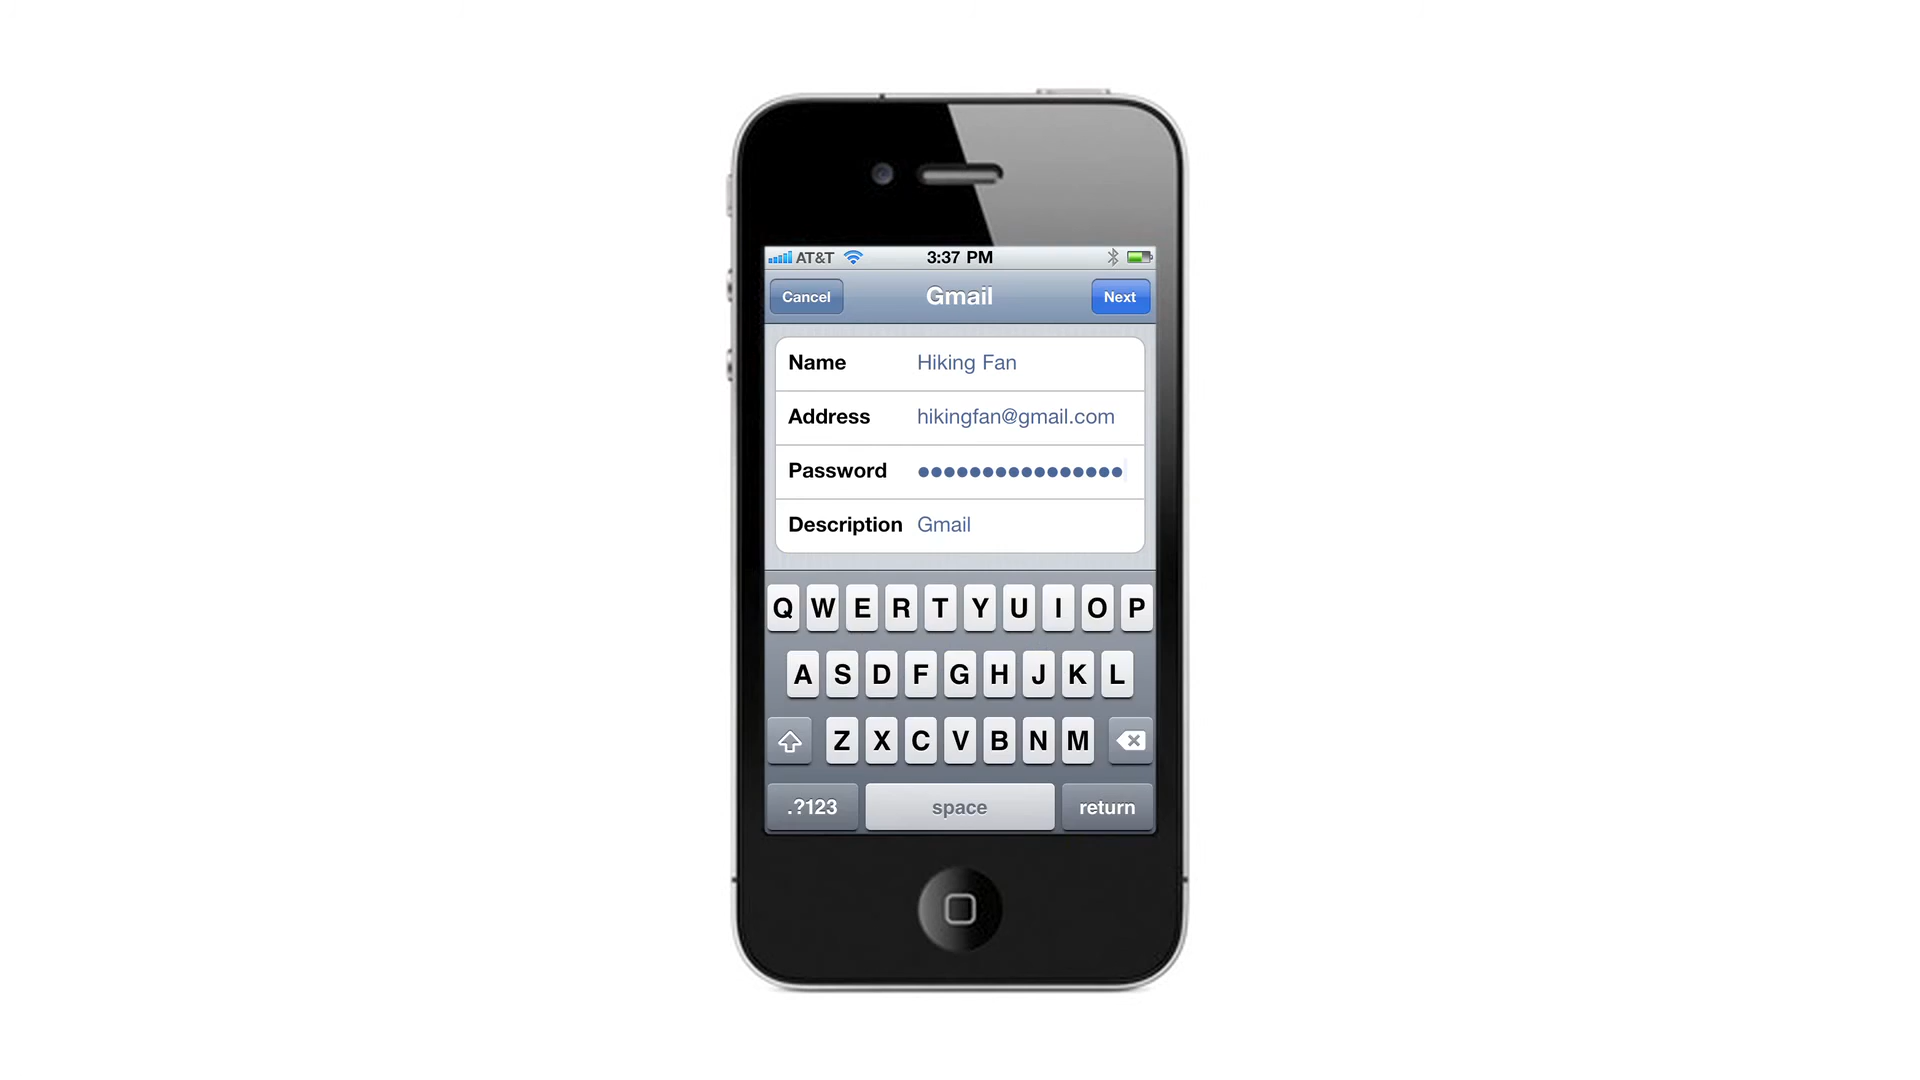 AT&T 3:37 PM
Cancel Gmail Next
Name Hiking Fan
Address hikingfan@gmail.com
Password ●●●●●●●●●●●●●●●●
Description Gmail
Q W E R T Y U I O P
A S D F G H J K L
Z X C V B N M
.?123 space return